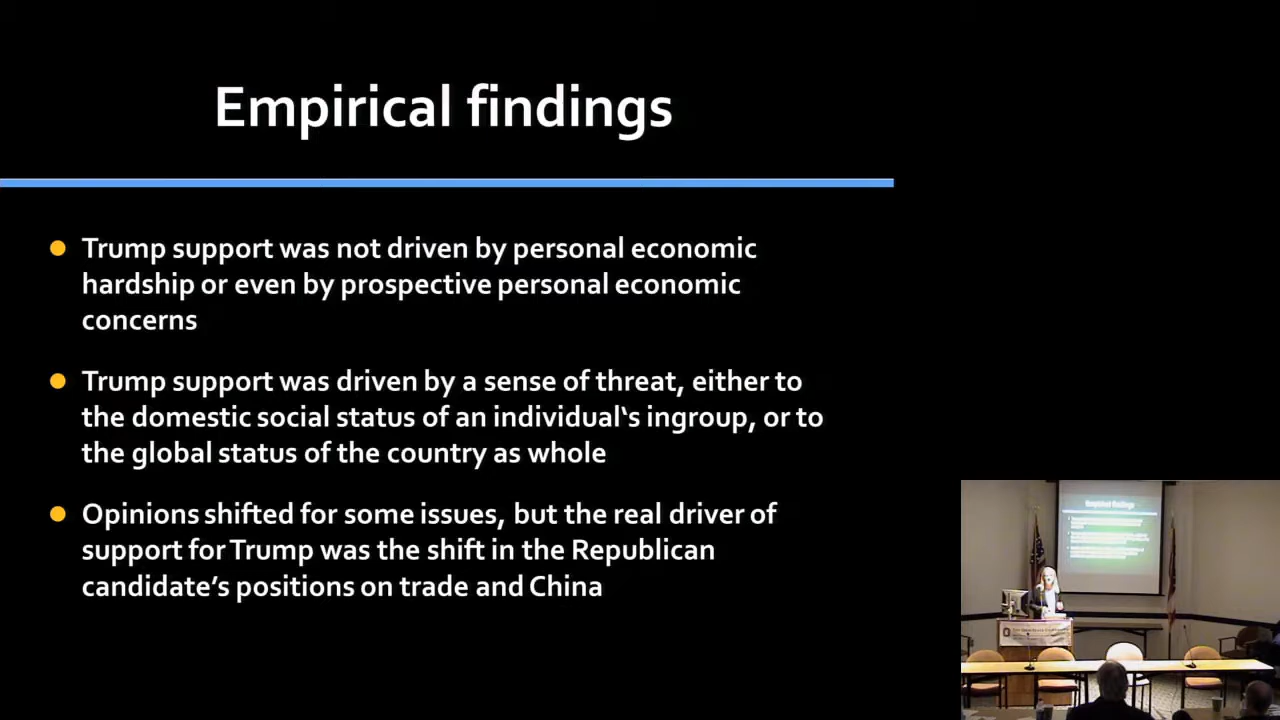 Empirical findings
Trump support was not driven by personal economic
hardship or even by prospective personal economic
concerns
Trump support was driven by a sense of threat, either to
the domestic social status of an individual‘s ingroup, or to
the global status of the country as whole
Opinions shifted for some issues, but the real driver of
support for Trump was the shift in the Republican
candidate’s positions on trade and China
Empirical findings